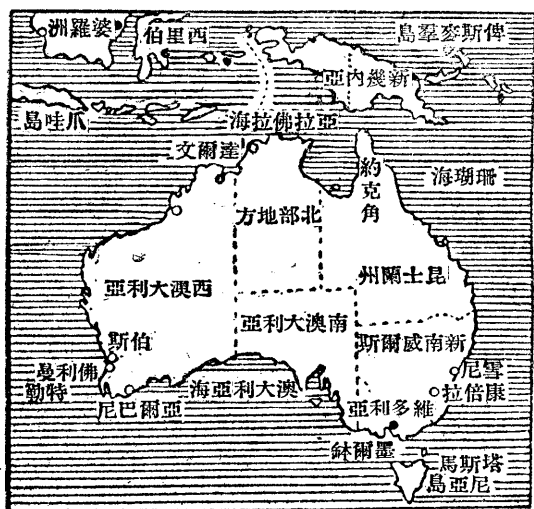 婆羅洲
西里伯
俾斯麥羣島
新幾內亞
爪哇島
亞拉佛拉海
達爾文
約克角
珊瑚海
北部地方
西澳大利亞
昆士蘭州
南澳大利亞
新南威爾斯
伯斯
佛利曼
特勒
亞爾巴尼
澳大利亞海
雪尼
康倍拉
維多利亞
墨爾鉢
塔斯馬
尼亞島